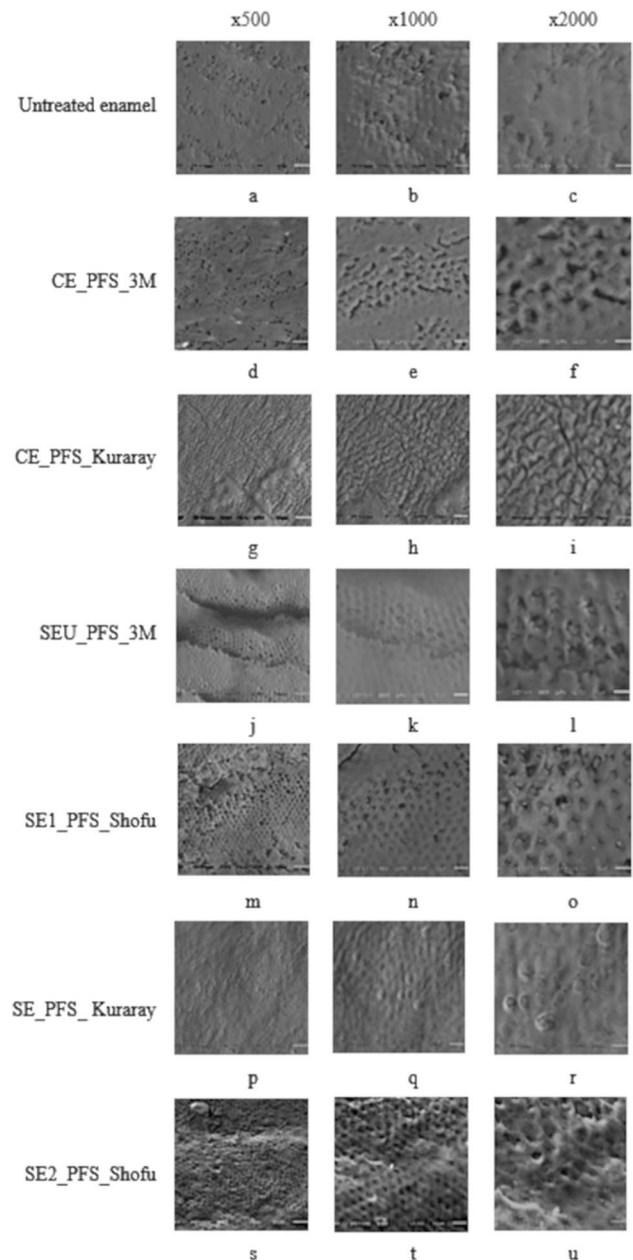 x500 x1000 x2000
Untreated enamel
a b c
CE_PFS_3M
d e f
CE_PFS_Kuraray
g h i
SEU_PFS_3M
j k l
SE1_PFS_Shofu
m n o
SE_PFS_ Kuraray
p q r
SE2_PFS_Shofu
s t u